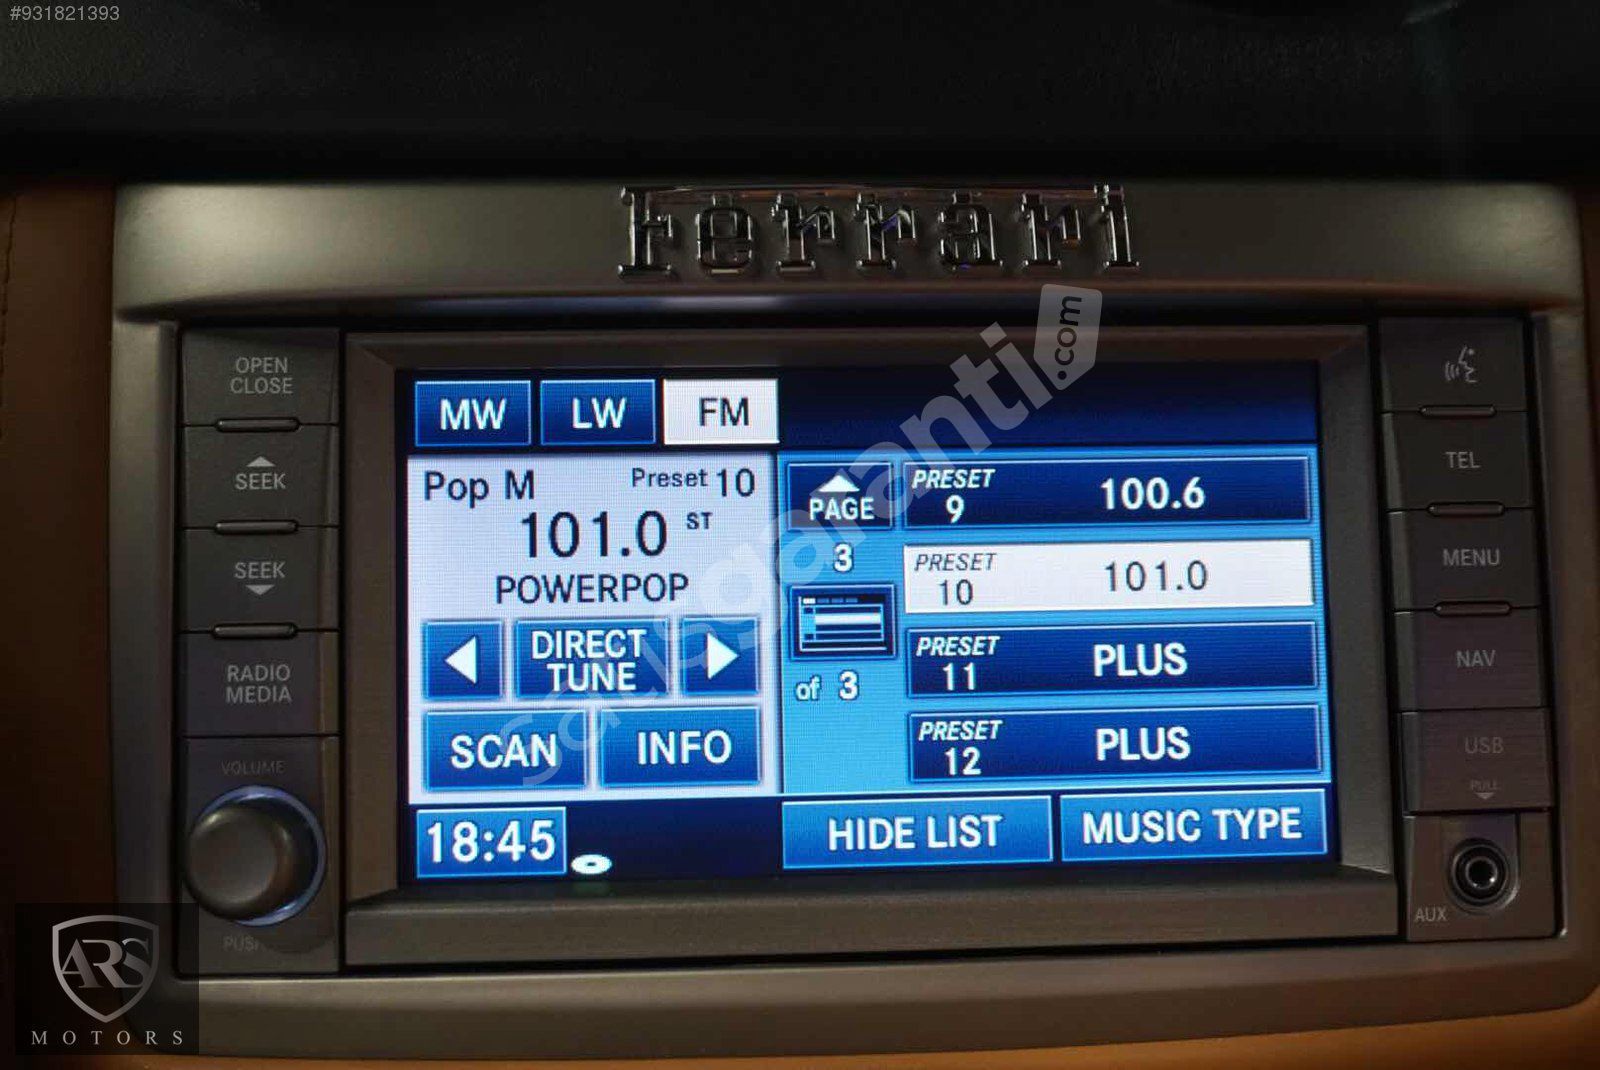 #931821393
Ferrari
OPEN
CLOSE
SEEK
SEEK
RADIO
MEDIA
VOLUME
MW
LW
FM
Pop M
Preset 10
101.0 ST
POWERPOP
DIRECT
TUNE
SCAN
INFO
18:45
PAGE
3
of 3
PRESET
9
100.6
PRESET
10
101.0
PRESET
11
PLUS
PRESET
12
PLUS
HIDE LIST
MUSIC TYPE
TEL
MENU
NAV
USB
PULL
AUX
satisgaranti.com
ARS
MOTORS